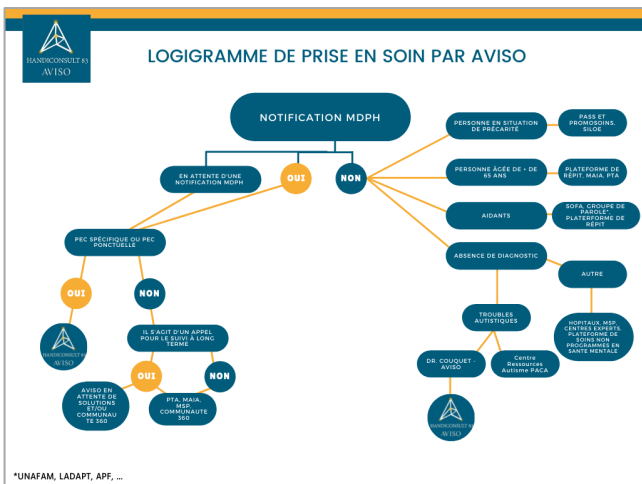 HANDICONSULT 83
AVISO
LOGIGRAMME DE PRISE EN SOIN PAR AVISO
NOTIFICATION MDPH
EN ATTENTE D'UNE
NOTIFICATION MDPH
OUI
NON
PERSONNE EN SITUATION
DE PRÉCARITÉ
PASS ET
PROMOSOINS,
SILOE
PERSONNE ÂGÉE DE + DE
65 ANS
PLATEFORME DE
RÉPIT, MAIA, PTA
AIDANTS
SOFA, GROUPE DE
PAROLE*,
PLATERFORME DE
RÉPIT
PEC SPÉCIFIQUE OU PEC
PONCTUELLE
ABSENCE DE DIAGNOSTIC
AUTRE
OUI
NON
TROUBLES
AUTISTIQUES
HOPITAUX, MSP,
CENTRES EXPERTS,
PLATEFORME DE
SOINS NON
PROGRAMMES EN
SANTE MENTALE
HANDICONSULT 83
AVISO
IL S'AGIT D'UN APPEL
POUR LE SUIVI À LONG
TERME
DR. COUQUET -
AVISO
Centre
Ressources
Autisme PACA
OUI
NON
AVISO EN
ATTENTE DE
SOLUTIONS
ET/OU
COMMUNAU
TE 360
PTA, MAIA,
MSP,
COMMUNAUTE
360
HANDICONSULT 83
AVISO
*UNAFAM, LADAPT, APF, ...